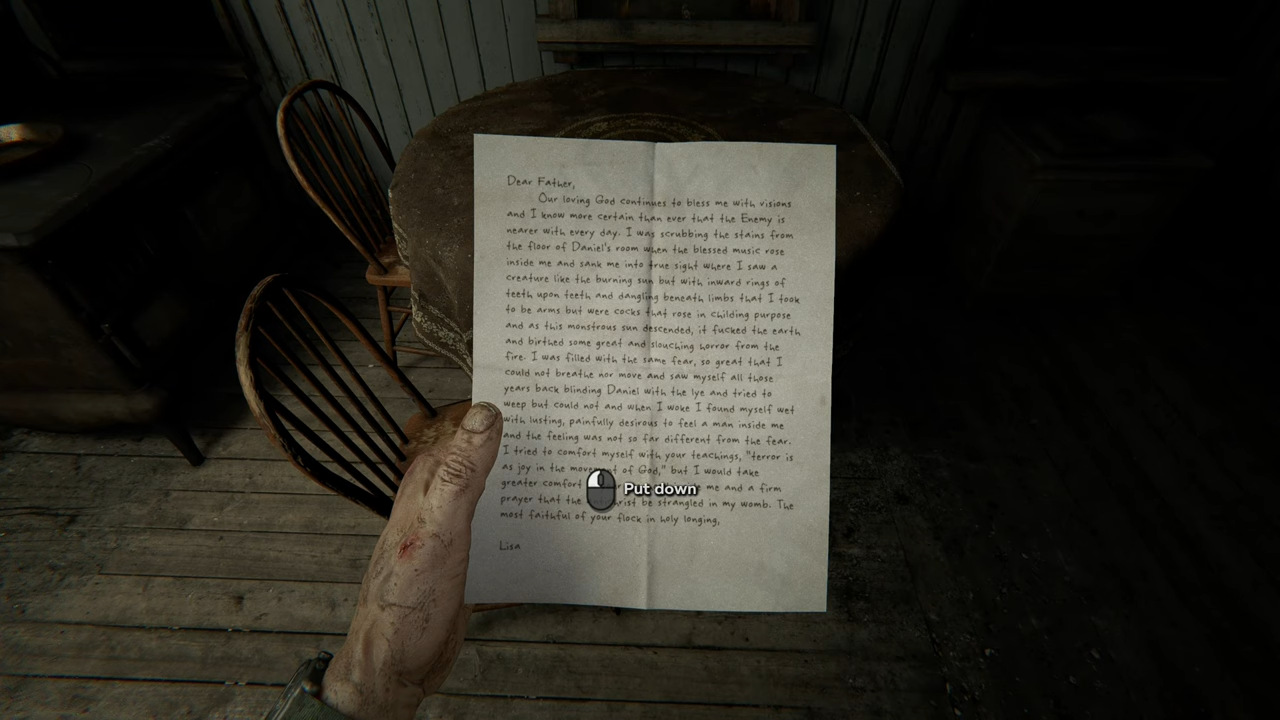 Dear Father,
Our loving God continues to bless me with visions
and I know more certain than ever that the Enemy is
nearer with every day. I was scrubbing the stains from
the floor of Daniel's room when the blessed music rose
inside me and sank me into true sight where I saw a
creature like the burning sun but with inward rings of
teeth upon teeth and dangling beneath limbs that I took
to be arms but were cocks that rose in childing purpose
and as this monstrous sun descended, it fucked the earth
and birthed some great and slouching horror from the
fire. I was filled with the same fear, so great that I
could not breathe nor move and saw myself all those
years back blinding Daniel with the lye and tried to
weep but could not and when I woke I found myself wet
with lusting, painfully desirous to feel a man inside me
and the feeling was not so far different from the fear.
I tried to comfort myself with your teachings, "terror is
as joy in the movement of God," but I would take
greater comfort me and a firm
prayer that the be strangled in my womb. The
most faithful of your flock in holy longing,
Lisa
Put down